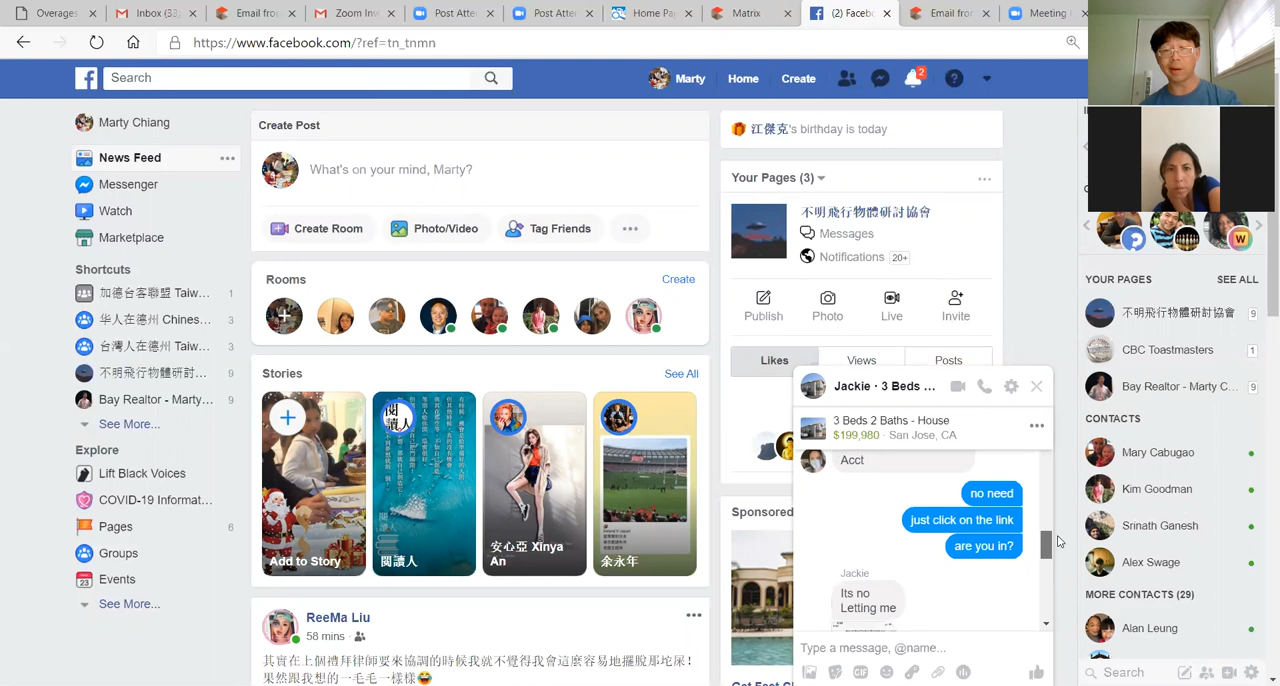 Overages
Inbox (33,
Email from
Zoom Inv
Post Atten
Post Atten
Home Pag
Matrix
(2) Facebo
Email from
Meeting
https://www.facebook.com/?ref=tn_tnmn
Search
Marty
Home
Create
2
Marty Chiang
News Feed
Messenger
Watch
Marketplace
Shortcuts
加德台客聯盟 Taiw... 1
华人在德州 Chines... 3
台灣人在德州 Taiw... 3
不明飛行物體研討... 9
Bay Realtor - Marty... 9
See More...
Explore
Lift Black Voices
COVID-19 Informat...
Pages 6
Groups
Events
See More...
Create Post
What's on your mind, Marty?
Create Room
Photo/Video
Tag Friends
Rooms
Create
Stories
See All
Add to Story
閱讀人
閱讀人
安心亞 Xinya An
余永年
ReeMa Liu
58 mins
其實在上個禮拜律師要來協調的時候我就不覺得我會這麼容易地擺脫那坨屎！
果然跟我想的一毛毛一樣樣
江傑克's birthday is today
Your Pages (3)
不明飛行物體研討協會
Messages
Notifications 20+
Publish
Photo
Live
Invite
Likes
Views
Posts
Sponsored
Jackie · 3 Beds ...
3 Beds 2 Baths - House
$199,980 · San Jose, CA
Acct
no need
just click on the link
are you in?
Jackie
Its no
Letting me
Type a message, @name...
YOUR PAGES
SEE ALL
不明飛行物體研討協會 9
CBC Toastmasters 1
Bay Realtor - Marty C... 9
CONTACTS
Mary Cabugao
Kim Goodman
Srinath Ganesh
Alex Swage
MORE CONTACTS (29)
Alan Leung
Search